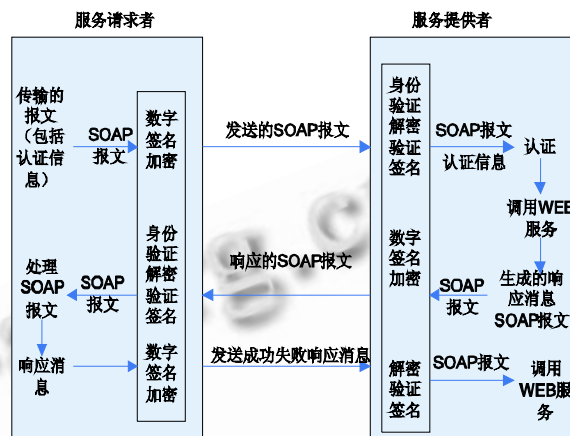 服务请求者
服务提供者
传输的
报文
（包括
认证信
息）
SOAP
报文
数字
签名
加密
发送的SOAP报文
身份
验证
解密
验证
签名
SOAP报文
认证信息
认证
调用WEB
服务
生成的响
应消息
SOAP报文
SOAP
报文
数字
签名
加密
响应的SOAP报文
身份
验证
解密
验证
签名
SOAP
报文
处理
SOAP
报文
响应消
息
数字
签名
加密
发送成功失败响应消息
解密
验证
签名
SOAP报文
调用
WEB服
务